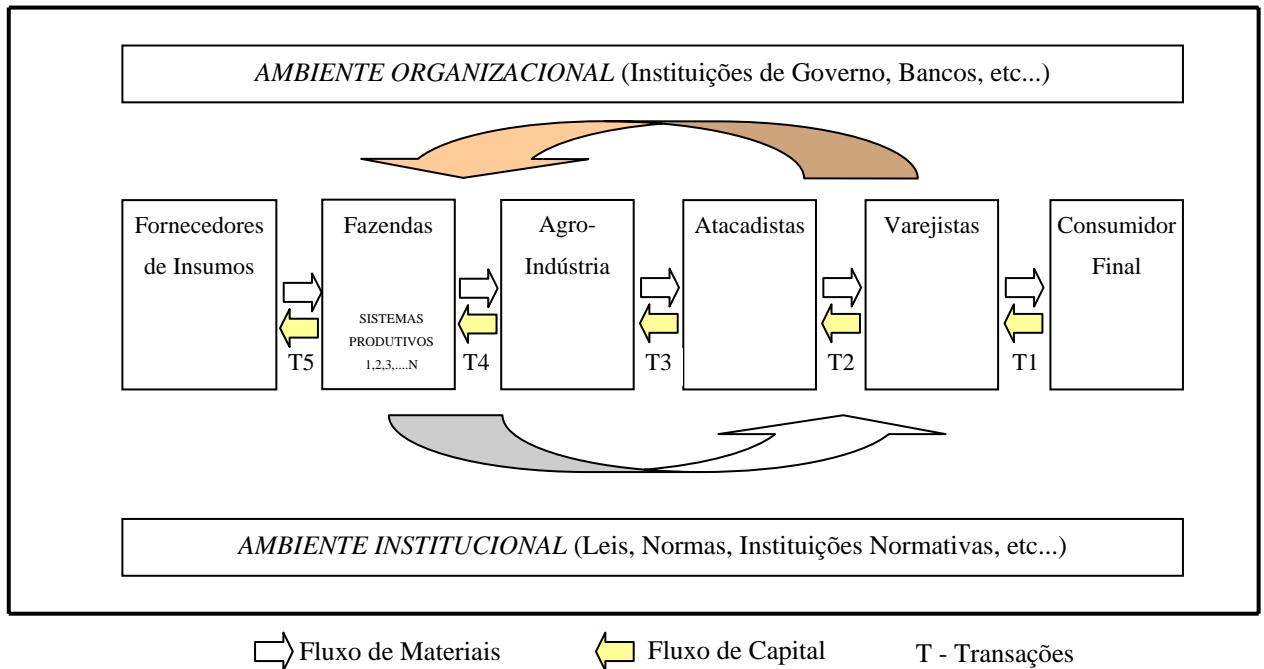 AMBIENTE ORGANIZACIONAL (Instituições de Governo, Bancos, etc...)
Fornecedores
de Insumos
Fazendas
SISTEMAS
PRODUTIVOS
1,2,3,....N
Agro-
Indústria
Atacadistas
Varejistas
Consumidor
Final
T5
T4
T3
T2
T1
AMBIENTE INSTITUCIONAL (Leis, Normas, Instituições Normativas, etc...)
Fluxo de Materiais
Fluxo de Capital
T - Transações